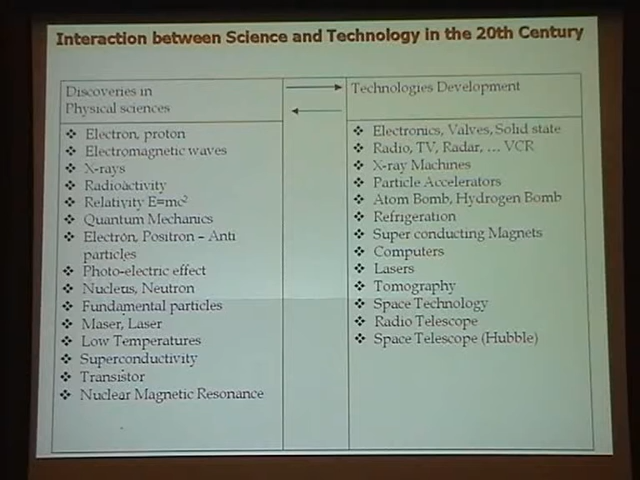 Interaction between Science and Technology in the 20th Century
Discoveries in
Physical sciences
❖ Electron, proton
❖ Electromagnetic waves
❖ X-rays
❖ Radioactivity
❖ Relativity E=mc²
❖ Quantum Mechanics
❖ Electron, Positron – Anti
particles
❖ Photo-electric effect
❖ Nucleus, Neutron
❖ Fundamental particles
❖ Maser, Laser
❖ Low Temperatures
❖ Superconductivity
❖ Transistor
❖ Nuclear Magnetic Resonance
Technologies Development
❖ Electronics, Valves, Solid state
❖ Radio, TV, Radar, … VCR
❖ X-ray Machines
❖ Particle Accelerators
❖ Atom Bomb, Hydrogen Bomb
❖ Refrigeration
❖ Super conducting Magnets
❖ Computers
❖ Lasers
❖ Tomography
❖ Space Technology
❖ Radio Telescope
❖ Space Telescope (Hubble)